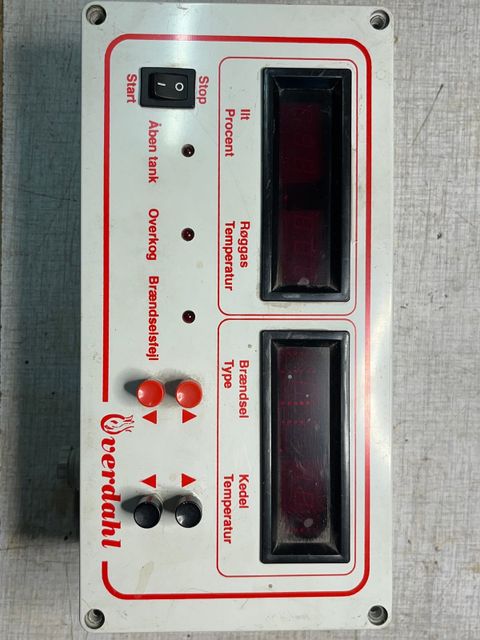 Ilt
Procent
Røggas
Temperatur
Brændsel
Type
Kedel
Temperatur
Stop
Start
Åben tank
Overkog
Brændselsfejl
Overdahl